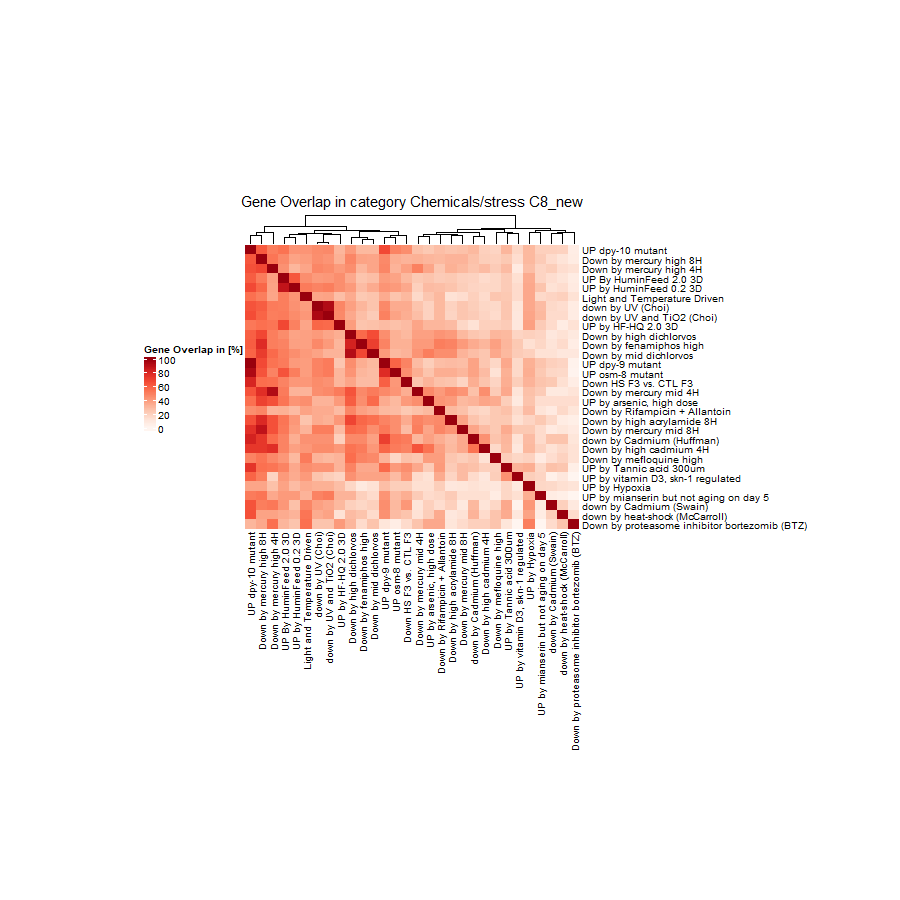 Gene Overlap in category Chemicals/stress C8_new
Gene Overlap in [%]
100
80
60
40
20
0
UP dpy-10 mutant
Down by mercury high 8H
Down by mercury high 4H
UP By HuminFeed 2.0 3D
UP by HuminFeed 0.2 3D
Light and Temperature Driven
down by UV (Choi)
down by UV and TiO2 (Choi)
UP by HF-HQ 2.0 3D
Down by high dichlorvos
Down by fenamiphos high
Down by mid dichlorvos
UP dpy-9 mutant
UP osm-8 mutant
Down HS F3 vs. CTL F3
Down by mercury mid 4H
UP by arsenic, high dose
Down by Rifampicin + Allantoin
Down by high acrylamide 8H
Down by mercury mid 8H
down by Cadmium (Huffman)
Down by high cadmium 4H
Down by mefloquine high
UP by Tannic acid 300um
UP by vitamin D3, skn-1 regulated
UP by Hypoxia
UP by mianserin but not aging on day 5
down by Cadmium (Swain)
down by heat-shock (McCarroll)
Down by proteasome inhibitor bortezomib (BTZ)
UP dpy-10 mutant
Down by mercury high 8H
Down by mercury high 4H
UP By HuminFeed 2.0 3D
UP by HuminFeed 0.2 3D
Light and Temperature Driven
down by UV (Choi)
down by UV and TiO2 (Choi)
UP by HF-HQ 2.0 3D
Down by high dichlorvos
Down by fenamiphos high
Down by mid dichlorvos
UP dpy-9 mutant
UP osm-8 mutant
Down HS F3 vs. CTL F3
Down by mercury mid 4H
UP by arsenic, high dose
Down by Rifampicin + Allantoin
Down by high acrylamide 8H
Down by mercury mid 8H
down by Cadmium (Huffman)
Down by high cadmium 4H
Down by mefloquine high
UP by Tannic acid 300um
UP by vitamin D3, skn-1 regulated
UP by Hypoxia
UP by mianserin but not aging on day 5
down by Cadmium (Swain)
down by heat-shock (McCarroll)
Down by proteasome inhibitor bortezomib (BTZ)